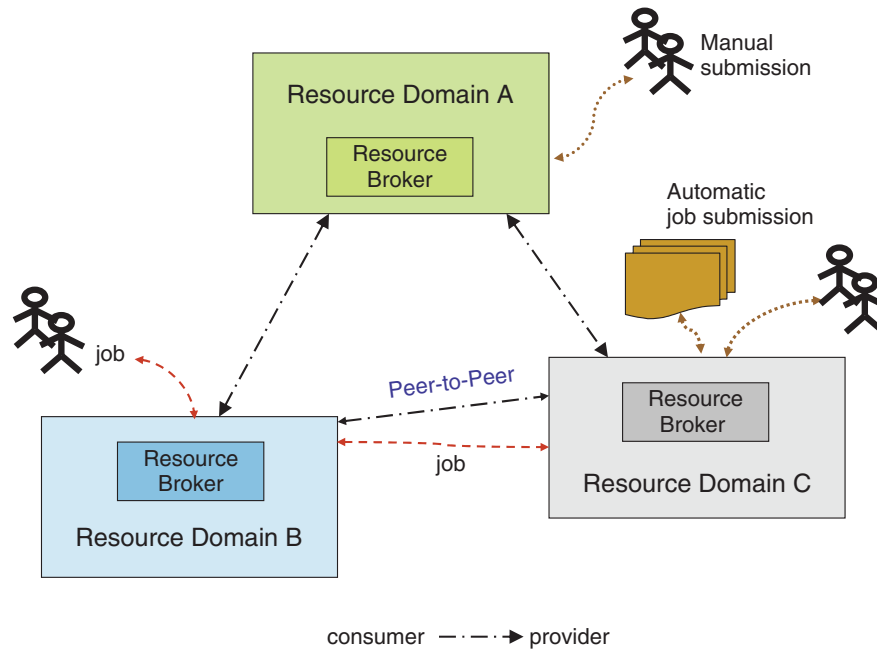 Manual
submission
Resource Domain A
Resource
Broker
Automatic
job submission
job
Peer-to-Peer
Resource
Broker
Resource
Broker
job
Resource Domain C
Resource Domain B
consumer
provider